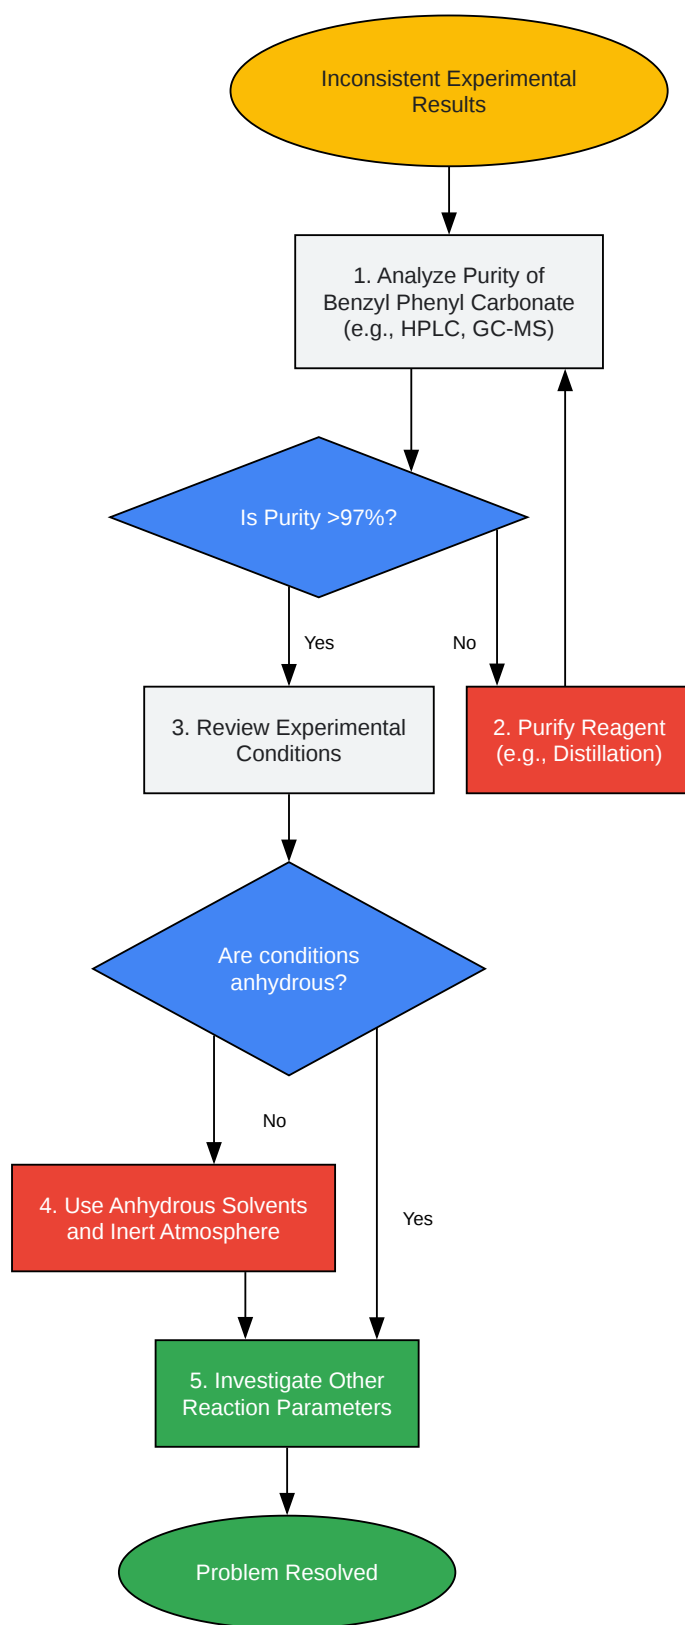 Inconsistent Experimental
Results
1. Analyze Purity of
Benzyl Phenyl Carbonate
(e.g., HPLC, GC-MS)
Is Purity >97%?
Yes
No
3. Review Experimental
Conditions
2. Purify Reagent
(e.g., Distillation)
Are conditions
anhydrous?
No
4. Use Anhydrous Solvents
and Inert Atmosphere
Yes
5. Investigate Other
Reaction Parameters
Problem Resolved